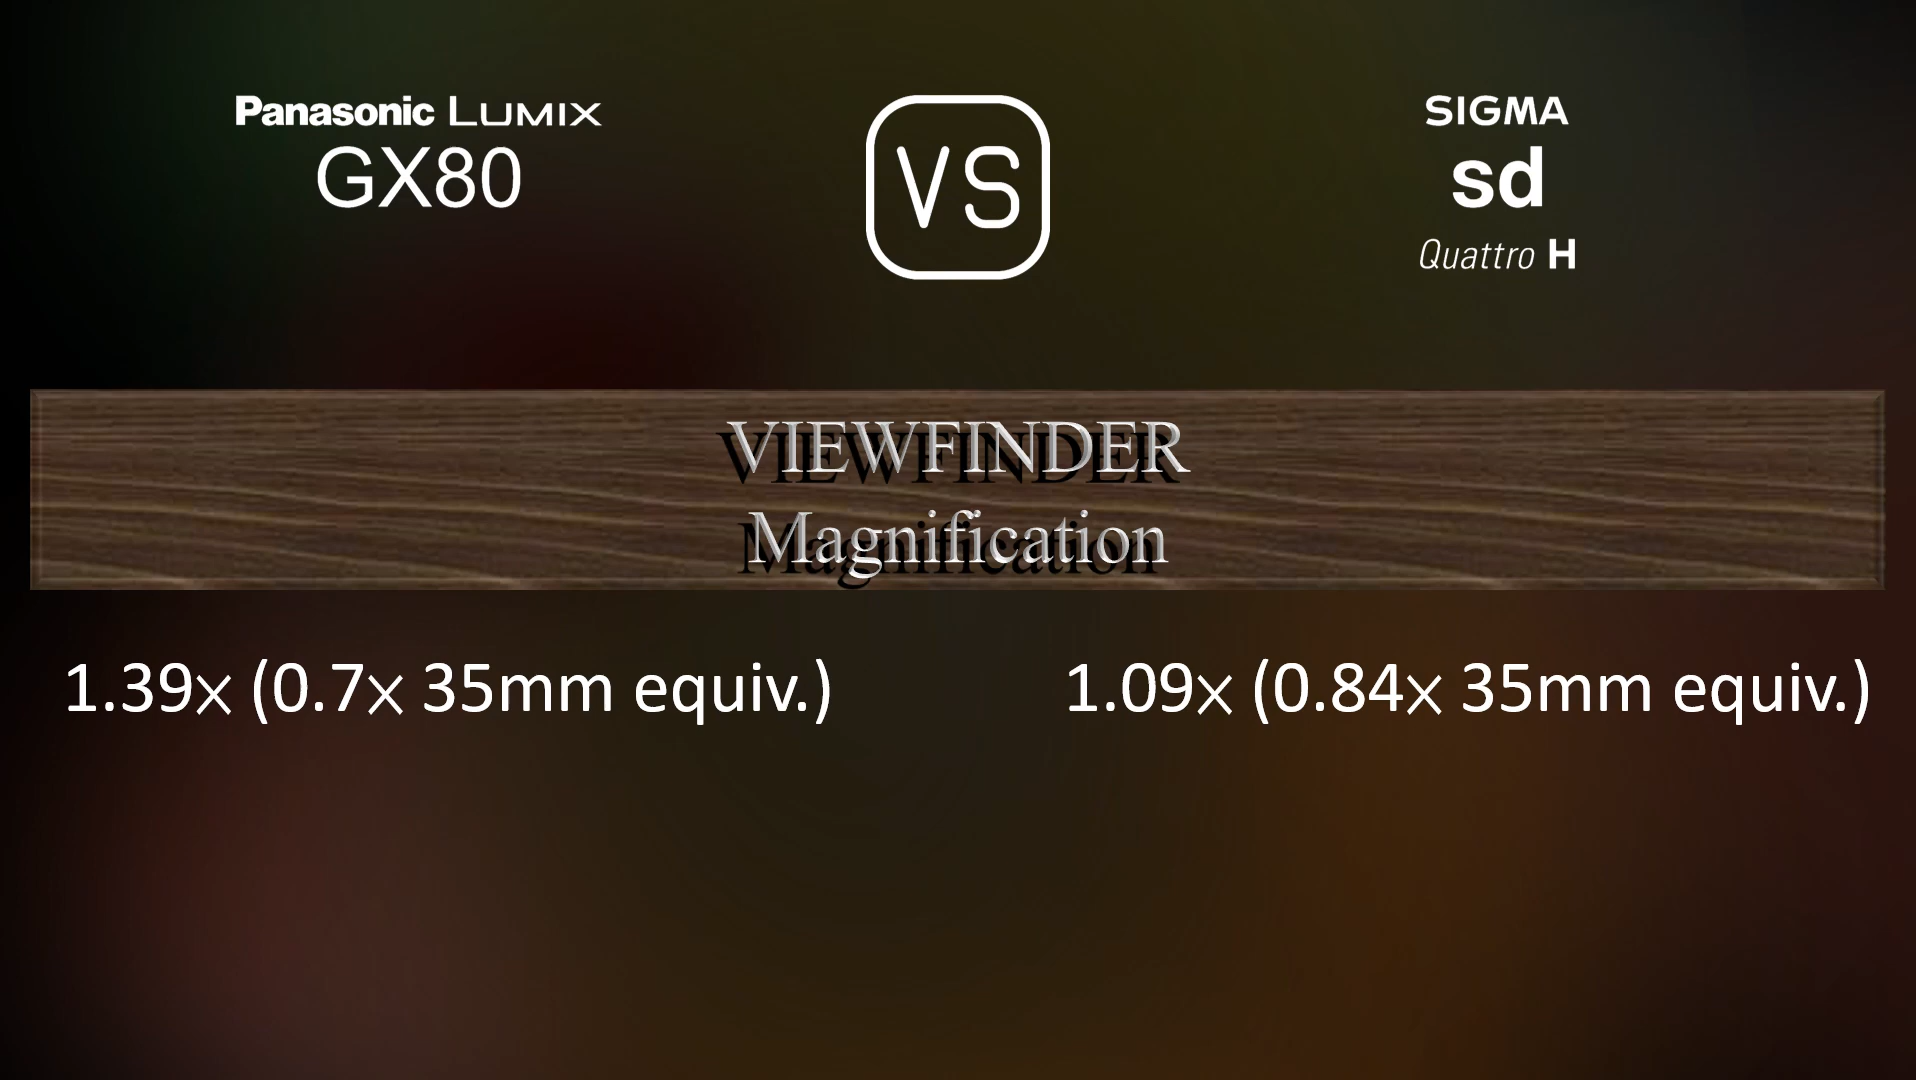 Panasonic LUMIX
GX80
VS
SIGMA
sd
Quattro H
VIEWFINDER
Magnification
1.39x (0.7x 35mm equiv.)
1.09x (0.84x 35mm equiv.)